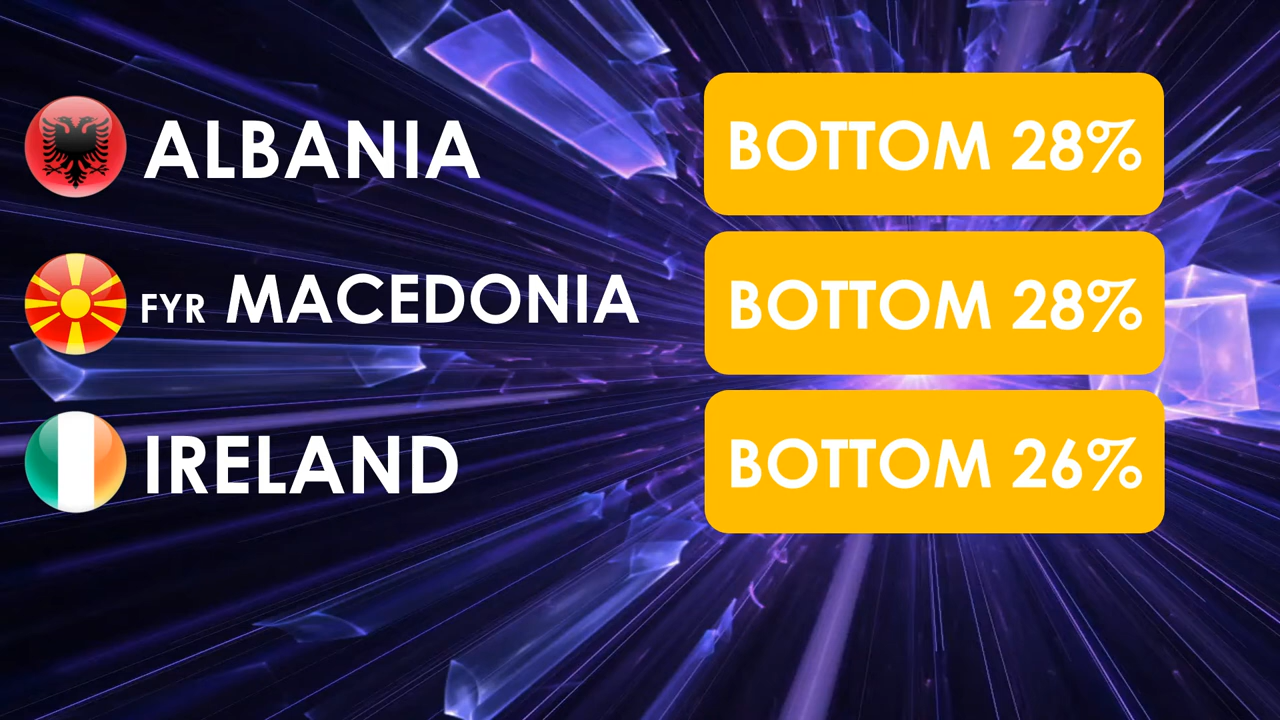 ALBANIA BOTTOM 28%
FYR MACEDONIA BOTTOM 28%
IRELAND BOTTOM 26%